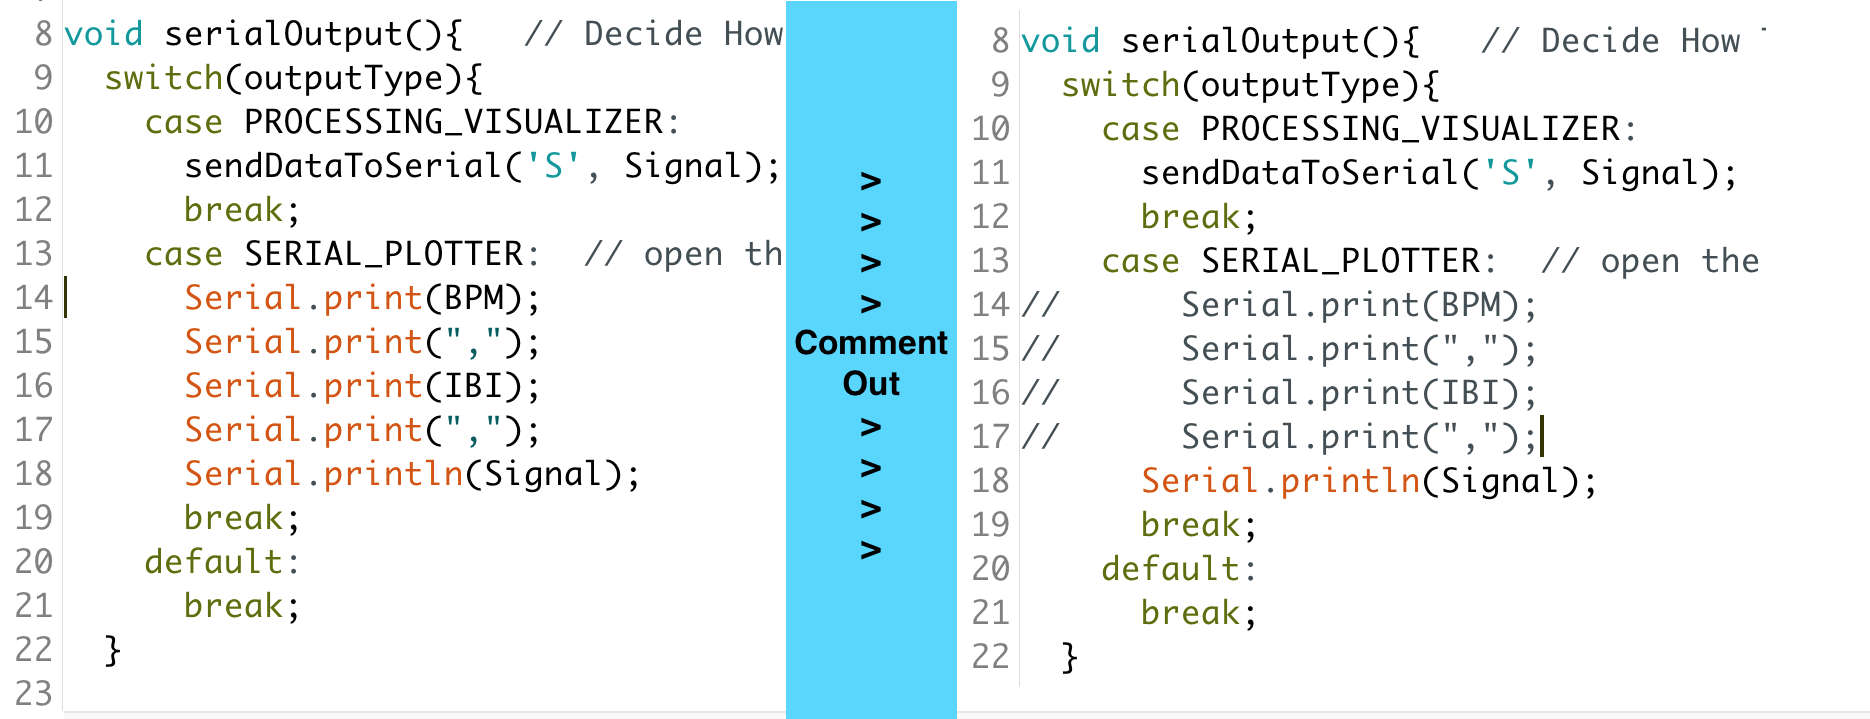 8 void serialOutput(){   // Decide How
9   switch(outputType){
10     case PROCESSING_VISUALIZER:
11       sendDataToSerial('S', Signal);
12       break;
13     case SERIAL_PLOTTER:  // open th
14       Serial.print(BPM);
15       Serial.print(",");
16       Serial.print(IBI);
17       Serial.print(",");
18       Serial.println(Signal);
19       break;
20     default:
21       break;
22   }
23
>
>
>
>
Comment
Out
>
>
>
>
8 void serialOutput(){   // Decide How
9   switch(outputType){
10     case PROCESSING_VISUALIZER:
11       sendDataToSerial('S', Signal);
12       break;
13     case SERIAL_PLOTTER:  // open the
14 //      Serial.print(BPM);
15 //      Serial.print(",");
16 //      Serial.print(IBI);
17 //      Serial.print(",");
18       Serial.println(Signal);
19       break;
20     default:
21       break;
22   }